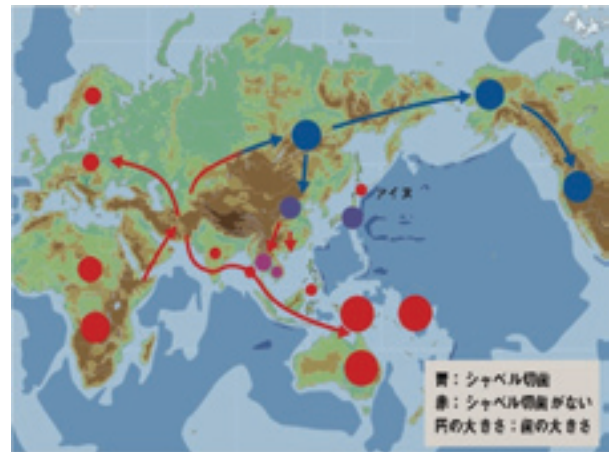 アイヌ
青：シャベル切歯
赤：シャベル切歯がない
円の大きさ：歯の大きさ